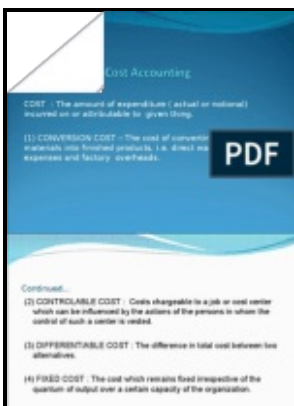 Cost Accounting
COST : The amount of expenditure ( actual or notional)
incurred on or attributable to given thing.
(1) CONVERSION COST – The cost of
materials into finished products, i.e. direct
expenses and factory overheads.
PDF
Continued...
(2) CONTROLABLE COST : Costs chargeable to a job or cost center
which can be influenced by the actions of the persons in whom the
control of such a center is vested.
(3) DIFFERENTIABLE COST : The difference in total cost between two
alternatives.
(4) FIXED COST : The cost which remains fixed irrespective of the
quantum of output over a certain capacity of the organization.